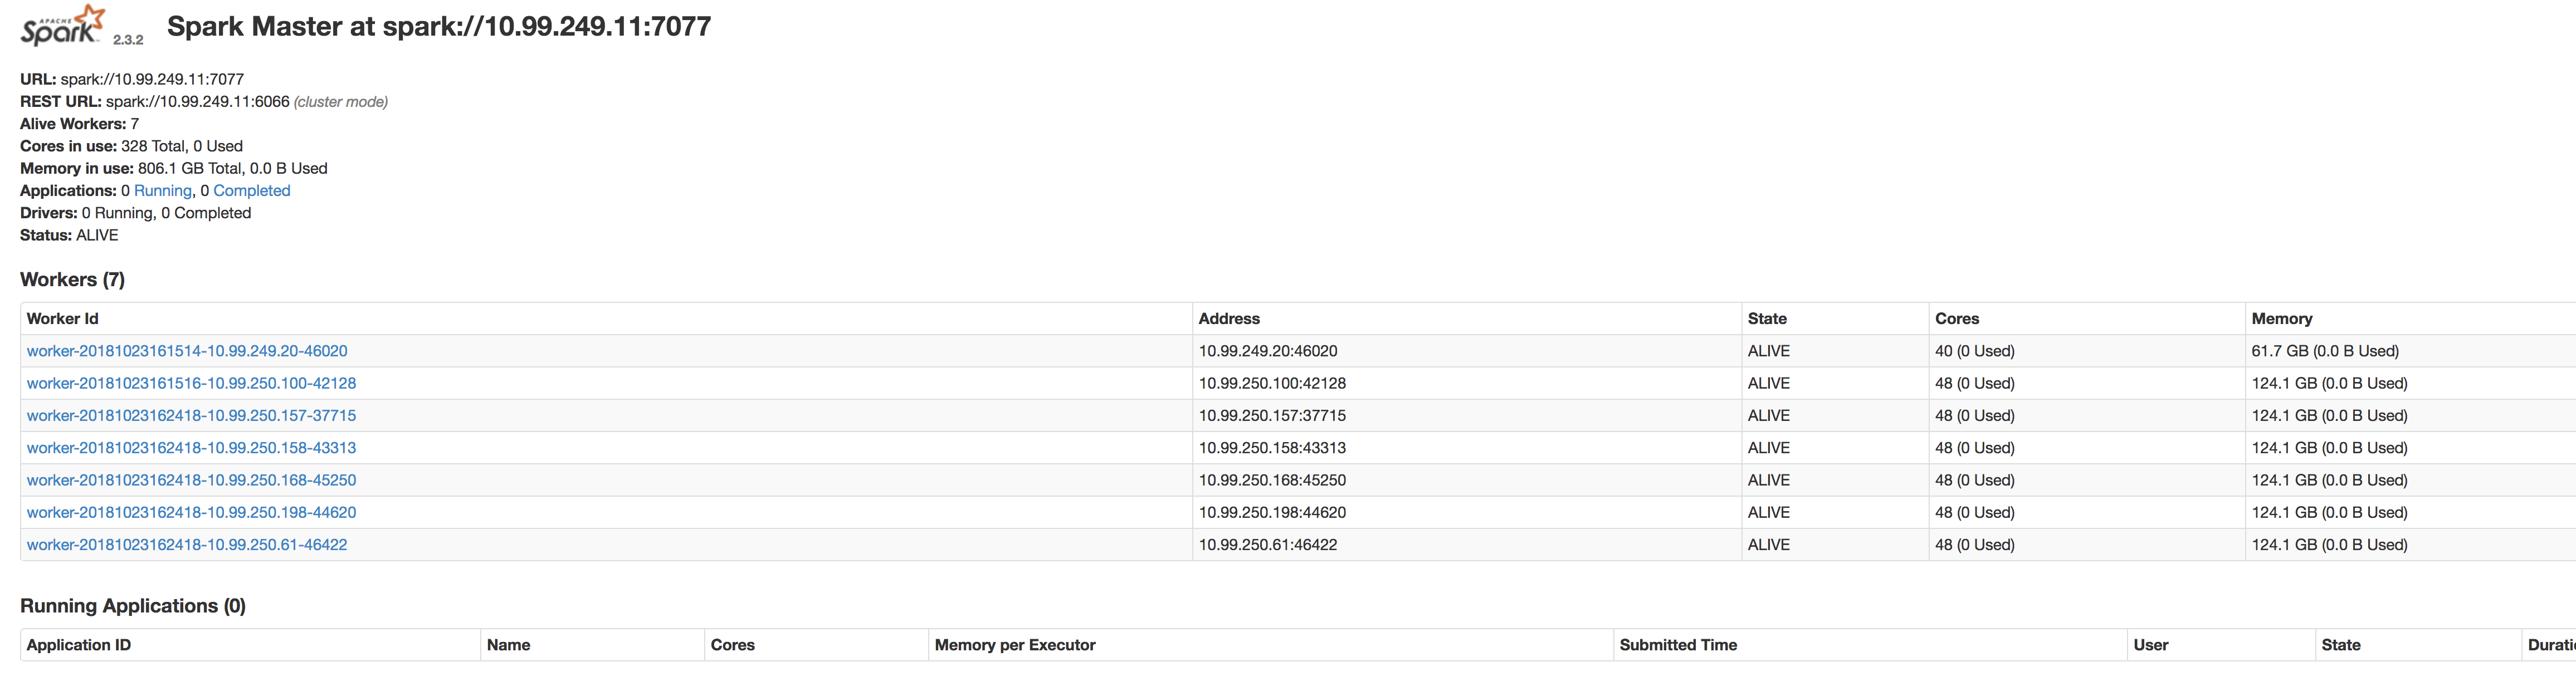 APACHE
Spark 2.3.2 Spark Master at spark://10.99.249.11:7077
URL: spark://10.99.249.11:7077
REST URL: spark://10.99.249.11:6066 (cluster mode)
Alive Workers: 7
Cores in use: 328 Total, 0 Used
Memory in use: 806.1 GB Total, 0.0 B Used
Applications: 0 Running, 0 Completed
Drivers: 0 Running, 0 Completed
Status: ALIVE
Workers (7)
Worker Id Address State Cores Memory
worker-20181023161514-10.99.249.20-46020 10.99.249.20:46020 ALIVE 40 (0 Used) 61.7 GB (0.0 B Used)
worker-20181023161516-10.99.250.100-42128 10.99.250.100:42128 ALIVE 48 (0 Used) 124.1 GB (0.0 B Used)
worker-20181023162418-10.99.250.157-37715 10.99.250.157:37715 ALIVE 48 (0 Used) 124.1 GB (0.0 B Used)
worker-20181023162418-10.99.250.158-43313 10.99.250.158:43313 ALIVE 48 (0 Used) 124.1 GB (0.0 B Used)
worker-20181023162418-10.99.250.168-45250 10.99.250.168:45250 ALIVE 48 (0 Used) 124.1 GB (0.0 B Used)
worker-20181023162418-10.99.250.198-44620 10.99.250.198:44620 ALIVE 48 (0 Used) 124.1 GB (0.0 B Used)
worker-20181023162418-10.99.250.61-46422 10.99.250.61:46422 ALIVE 48 (0 Used) 124.1 GB (0.0 B Used)
Running Applications (0)
Application ID Name Cores Memory per Executor Submitted Time User State Durati